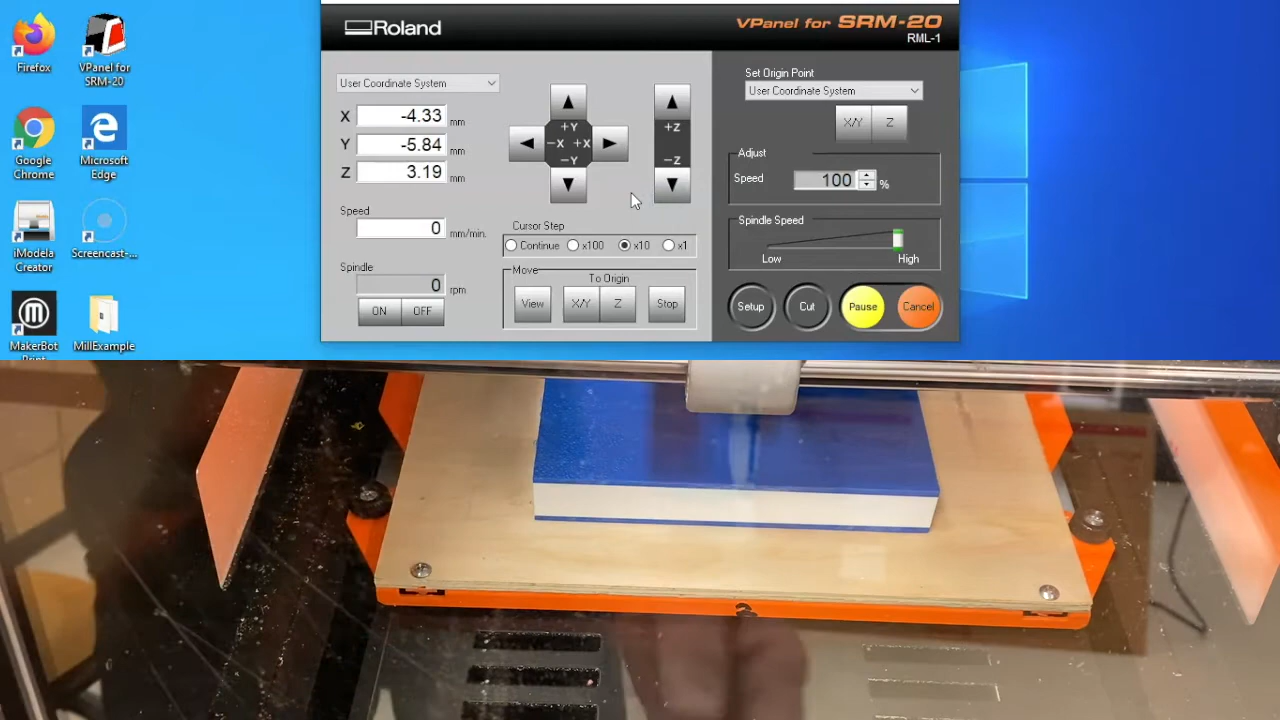 Firefox
VPanel for
SRM-20
Google
Chrome
Microsoft
Edge
iModela
Creator
Screencast-...
MakerBot
Print
MillExample
Roland
VPanel for SRM-20
RML-1
User Coordinate System
X -4.33 mm
Y -5.84 mm
Z 3.19 mm
Speed
0 mm/min.
Spindle
0 rpm
ON OFF
+Y
-X +X
-Y
+Z
-Z
Cursor Step
Continue x100 x10 x1
Move
To Origin
View X/Y Z Stop
Set Origin Point
User Coordinate System
X/Y Z
Adjust
Speed 100 %
Spindle Speed
Low High
Setup Cut Pause Cancel